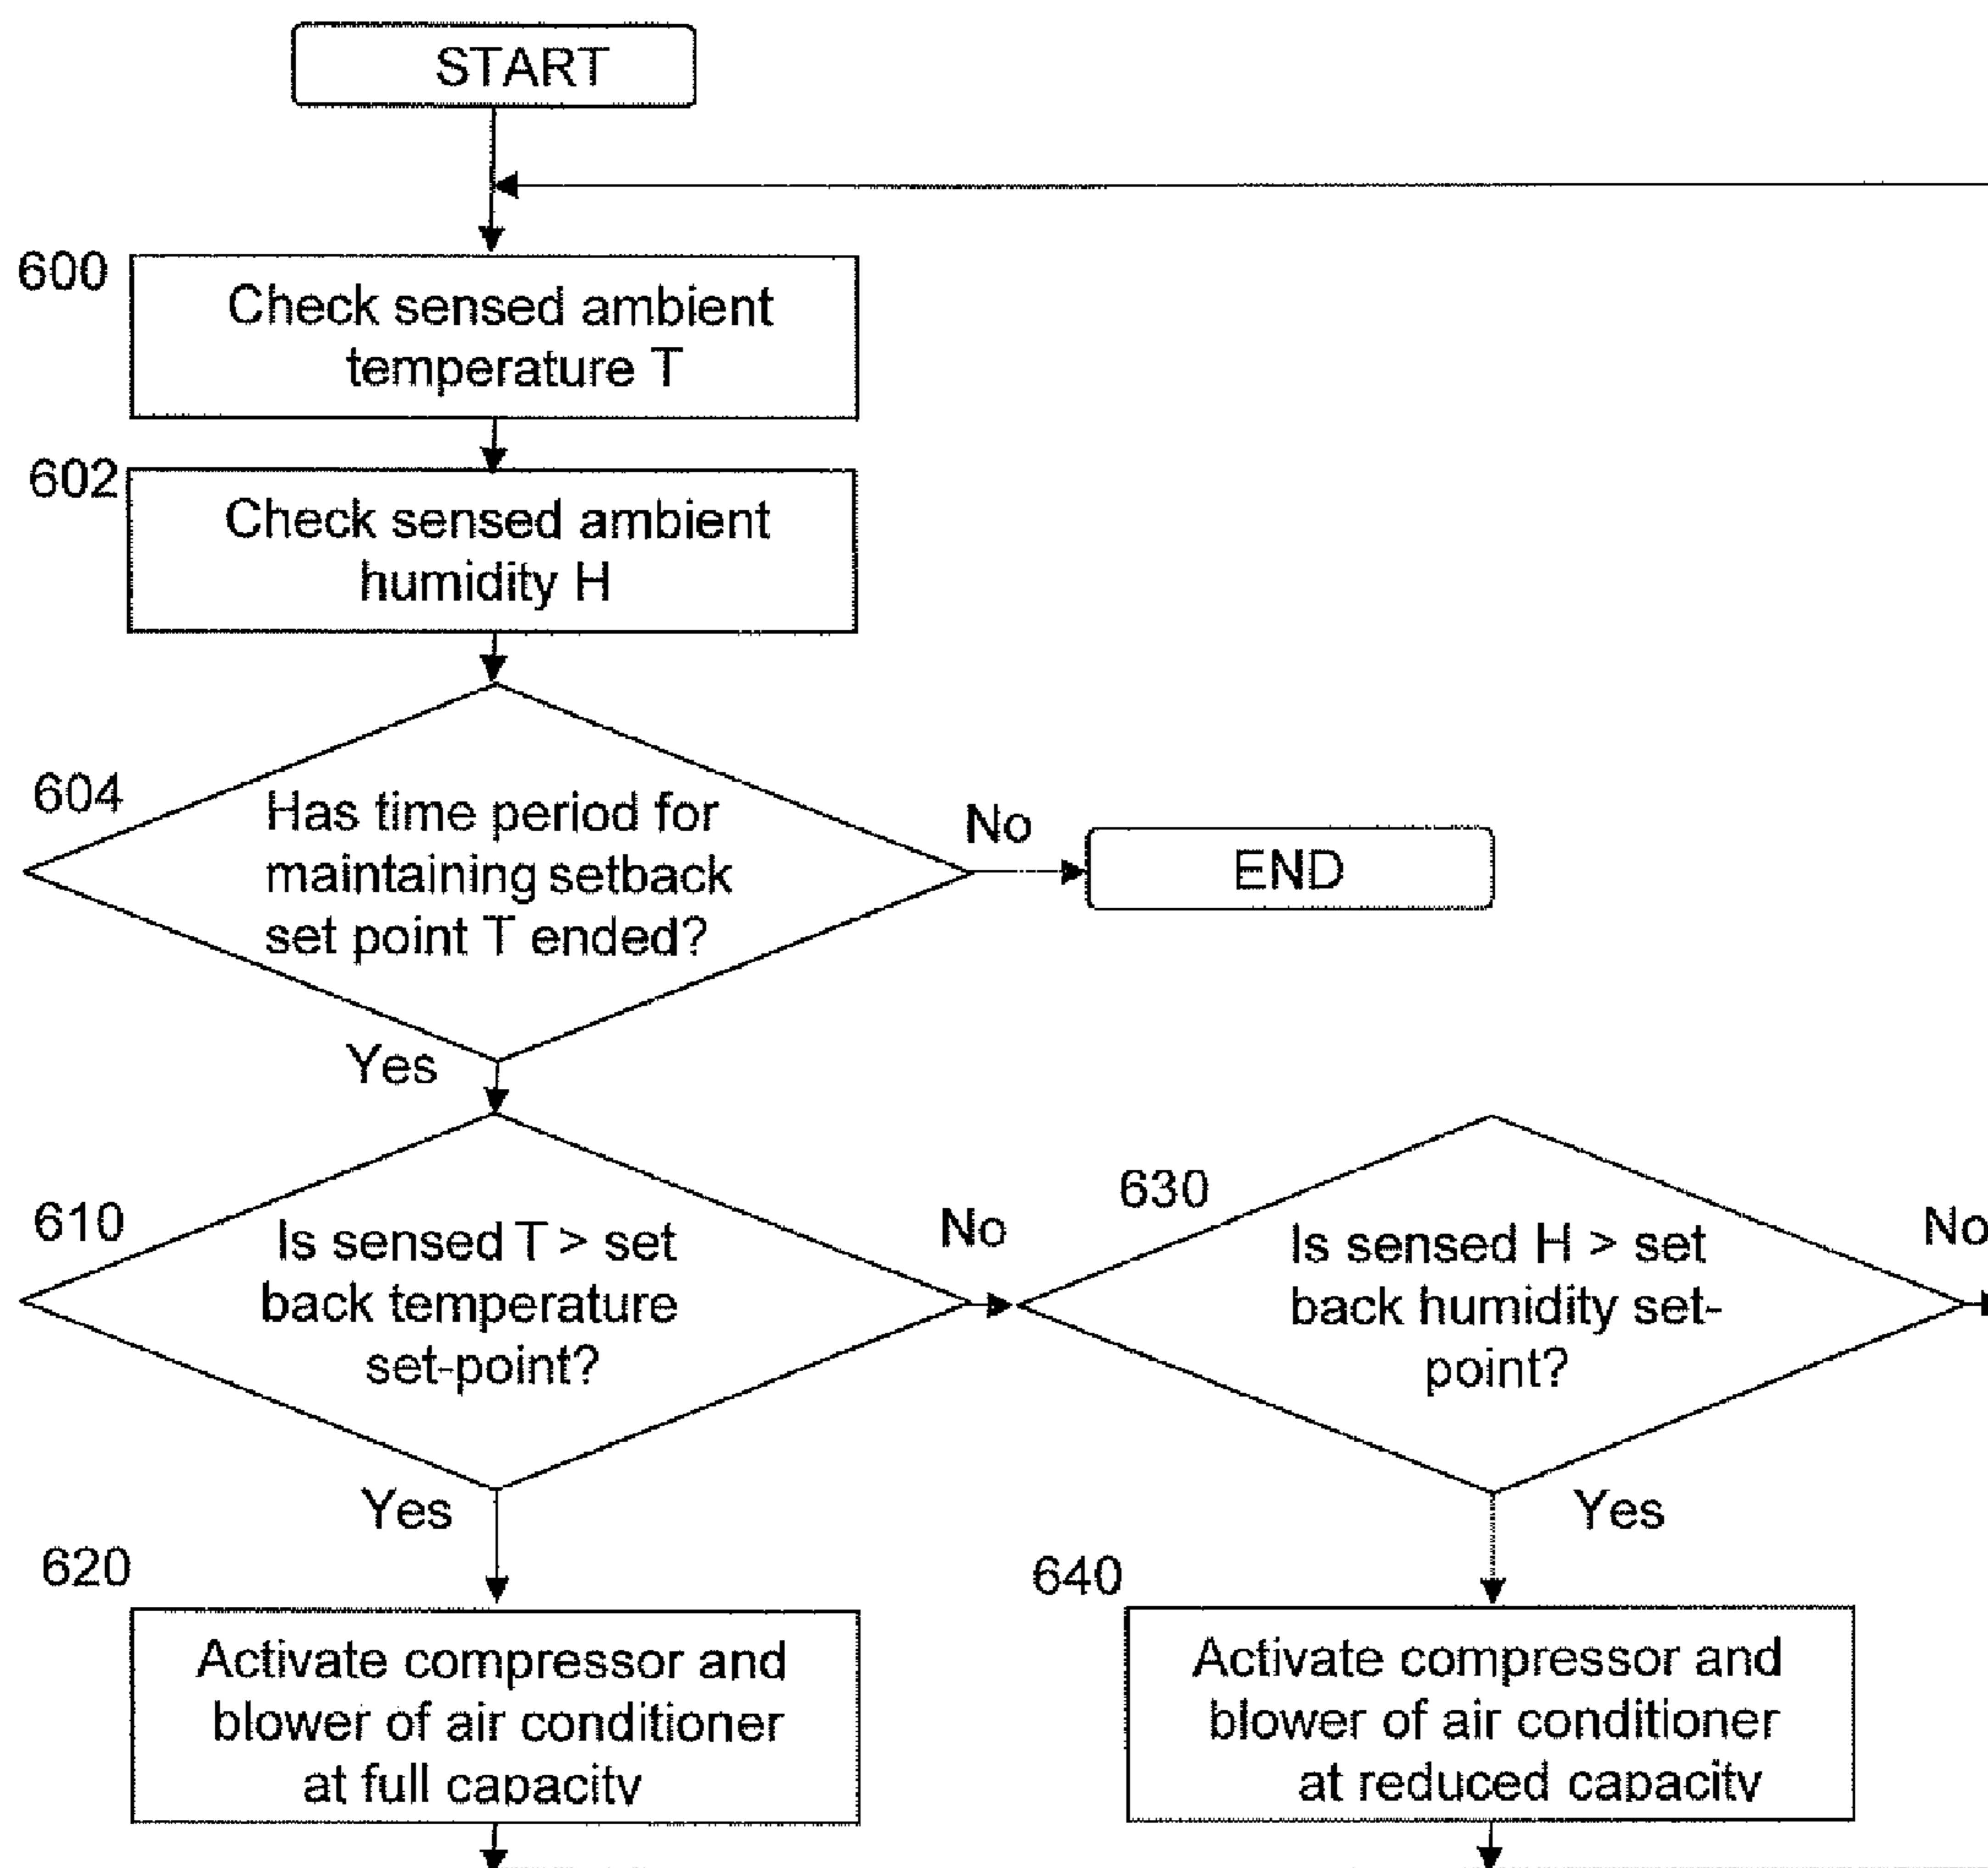 START
600
Check sensed ambient
temperature T
602
Check sensed ambient
humidity H
604
Has time period for
maintaining setback
set point T ended?
No
END
Yes
610
Is sensed T > set
back temperature
set-point?
No
630
Is sensed H > set
back humidity set-
point?
No
Yes
Yes
620
Activate compressor and
blower of air conditioner
at full capacity
640
Activate compressor and
blower of air conditioner
at reduced capacity